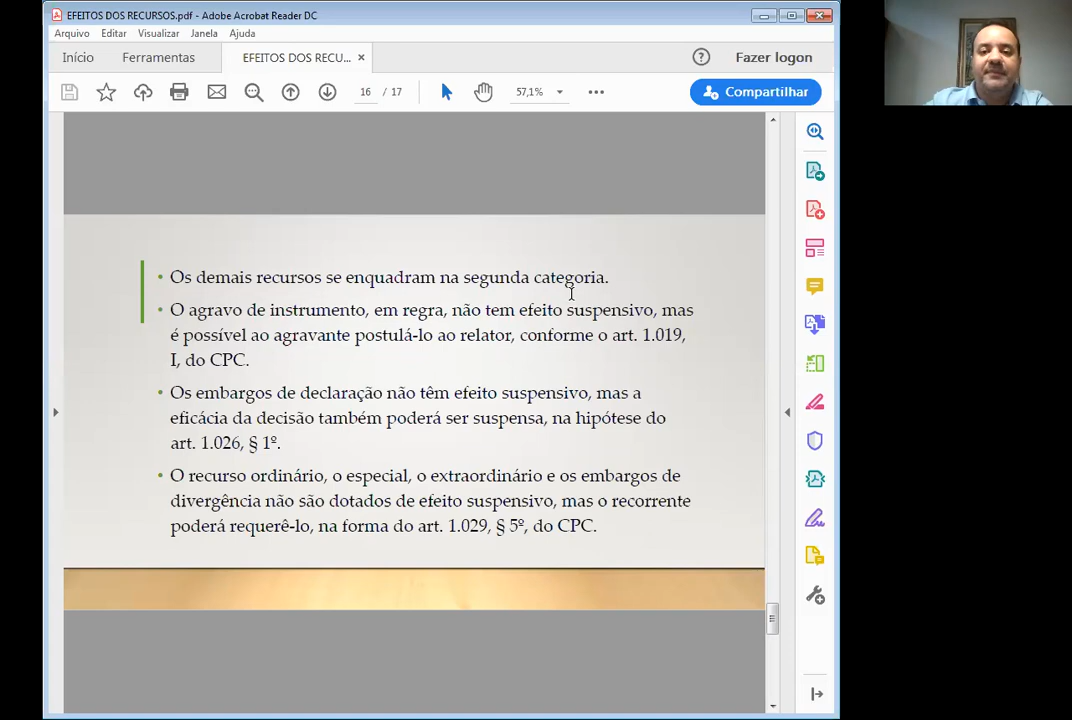 EFEITOS DOS RECURSOS.pdf - Adobe Acrobat Reader DC
Arquivo Editar Visualizar Janela Ajuda
Início Ferramentas EFEITOS DOS RECU... × Fazer logon
16 / 17 57,1% Compartilhar
• Os demais recursos se enquadram na segunda categoria.
• O agravo de instrumento, em regra, não tem efeito suspensivo, mas
é possível ao agravante postulá-lo ao relator, conforme o art. 1.019,
I, do CPC.
• Os embargos de declaração não têm efeito suspensivo, mas a
eficácia da decisão também poderá ser suspensa, na hipótese do
art. 1.026, § 1º.
• O recurso ordinário, o especial, o extraordinário e os embargos de
divergência não são dotados de efeito suspensivo, mas o recorrente
poderá requerê-lo, na forma do art. 1.029, § 5º, do CPC.